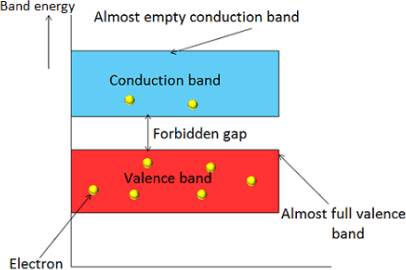 Band energy
Almost empty conduction band
Conduction band
Forbidden gap
Valence band
Almost full valence
band
Electron